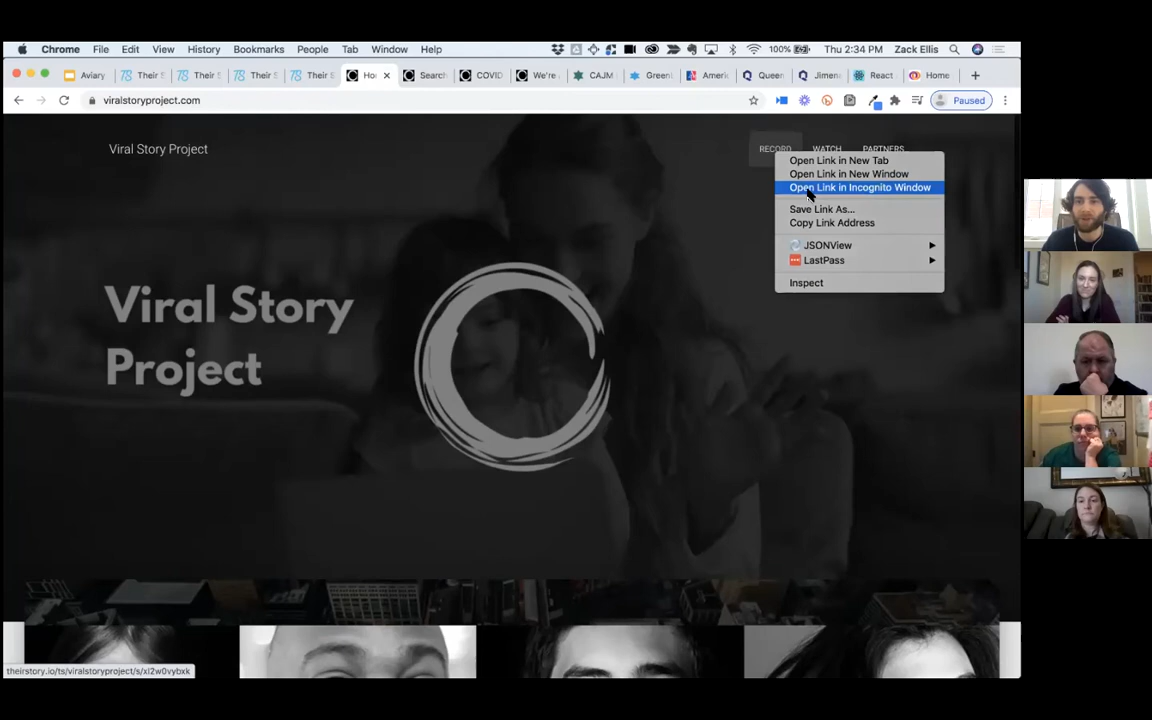 Chrome File Edit View History Bookmarks People Tab Window Help 100% Thu 2:34 PM Zack Ellis
Aviary Their S Their S Their S Their S Ho Search COVID We're CAJM Green Ameri Queen Jimena React Home
viralstoryproject.com Paused
Viral Story Project RECORD WATCH PARTNERS
Open Link in New Tab
Open Link in New Window
Open Link in Incognito Window
Save Link As...
Copy Link Address
JSONView
LastPass
Inspect
Viral Story
Project
theirstory.io/ts/viralstoryproject/s/xl2w0vybxk